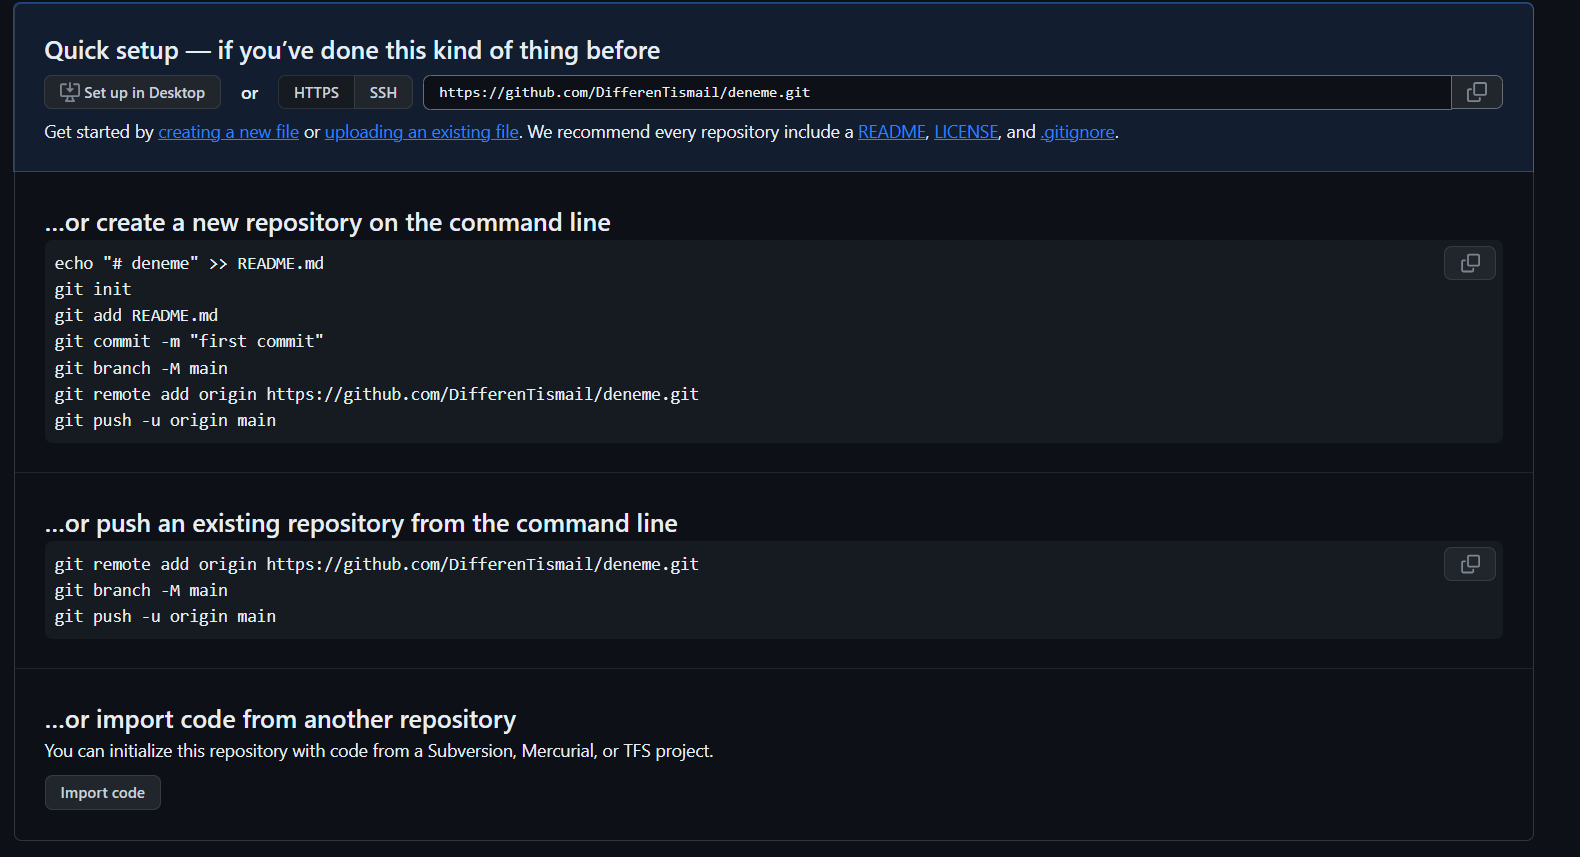 Quick setup — if you’ve done this kind of thing before
Set up in Desktop or HTTPS SSH https://github.com/DifferenTismail/deneme.git
Get started by creating a new file or uploading an existing file. We recommend every repository include a README, LICENSE, and .gitignore.
…or create a new repository on the command line
echo "# deneme" >> README.md
git init
git add README.md
git commit -m "first commit"
git branch -M main
git remote add origin https://github.com/DifferenTismail/deneme.git
git push -u origin main
…or push an existing repository from the command line
git remote add origin https://github.com/DifferenTismail/deneme.git
git branch -M main
git push -u origin main
…or import code from another repository
You can initialize this repository with code from a Subversion, Mercurial, or TFS project.
Import code